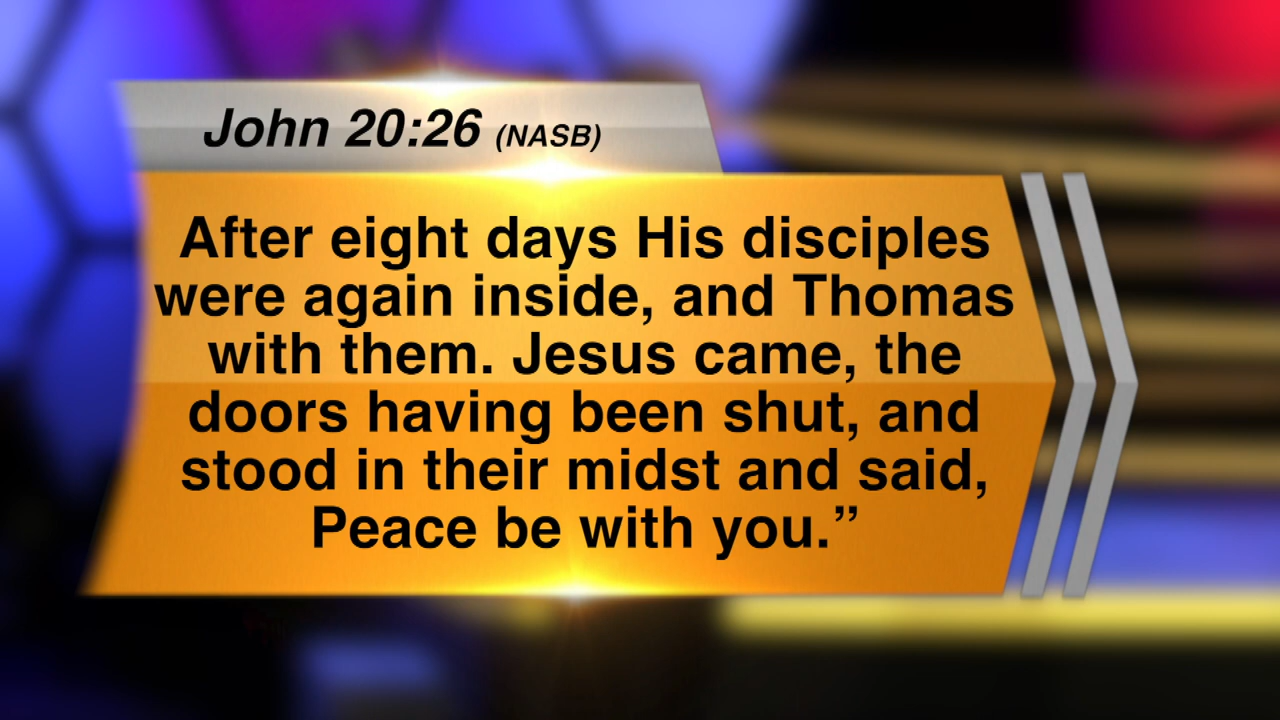 John 20:26 (NASB)
After eight days His disciples
were again inside, and Thomas
with them. Jesus came, the
doors having been shut, and
stood in their midst and said,
Peace be with you.”